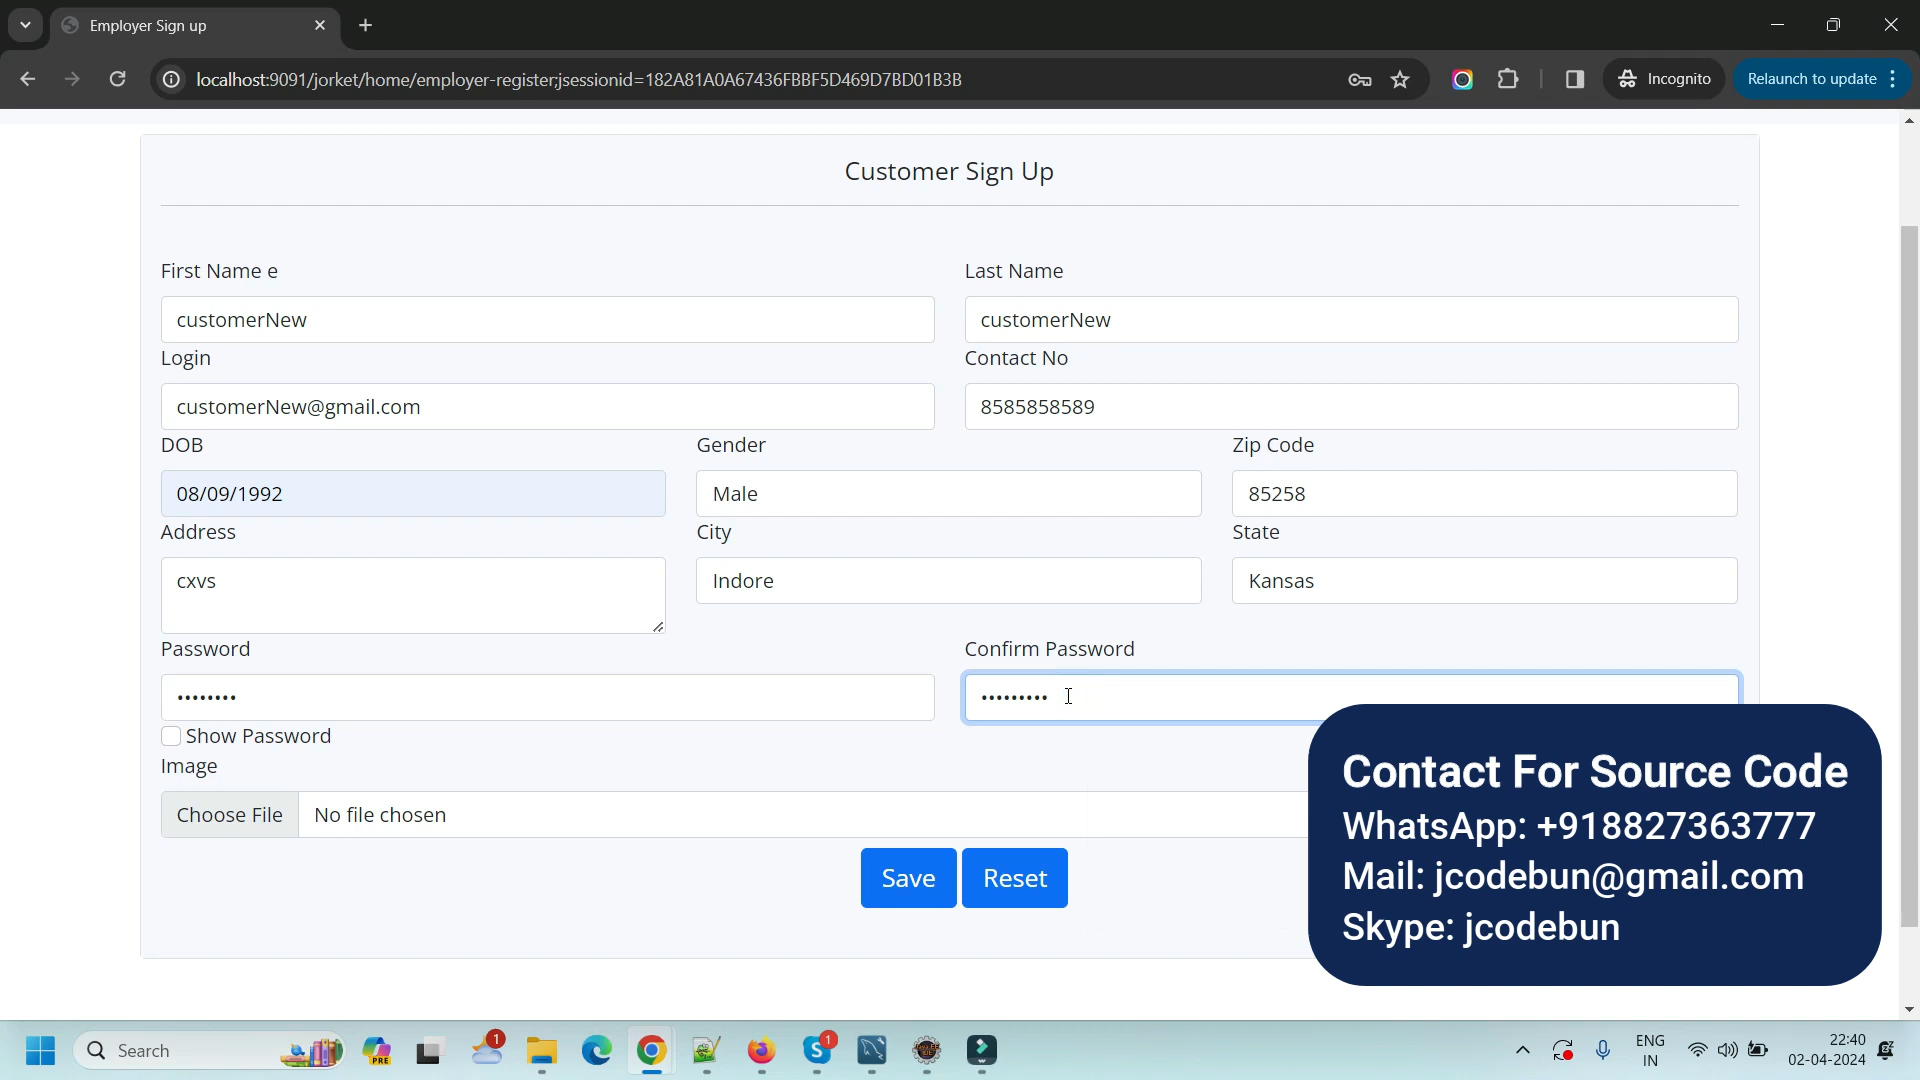 Employer Sign up
localhost:9091/jorket/home/employer-register;jsessionid=182A81A0A67436FBBF5D469D7BD01B3B
Incognito
Relaunch to update
Customer Sign Up
First Name e
Last Name
customerNew
customerNew
Login
Contact No
customerNew@gmail.com
8585858589
DOB
Gender
Zip Code
08/09/1992
Male
85258
Address
City
State
cxvs
Indore
Kansas
Password
Confirm Password
••••••••
•••••••••
Show Password
Image
Choose File
No file chosen
Save
Reset
Contact For Source Code
WhatsApp: +918827363777
Mail: jcodebun@gmail.com
Skype: jcodebun
Search
PRE
1
1
ENG
IN
22:40
02-04-2024